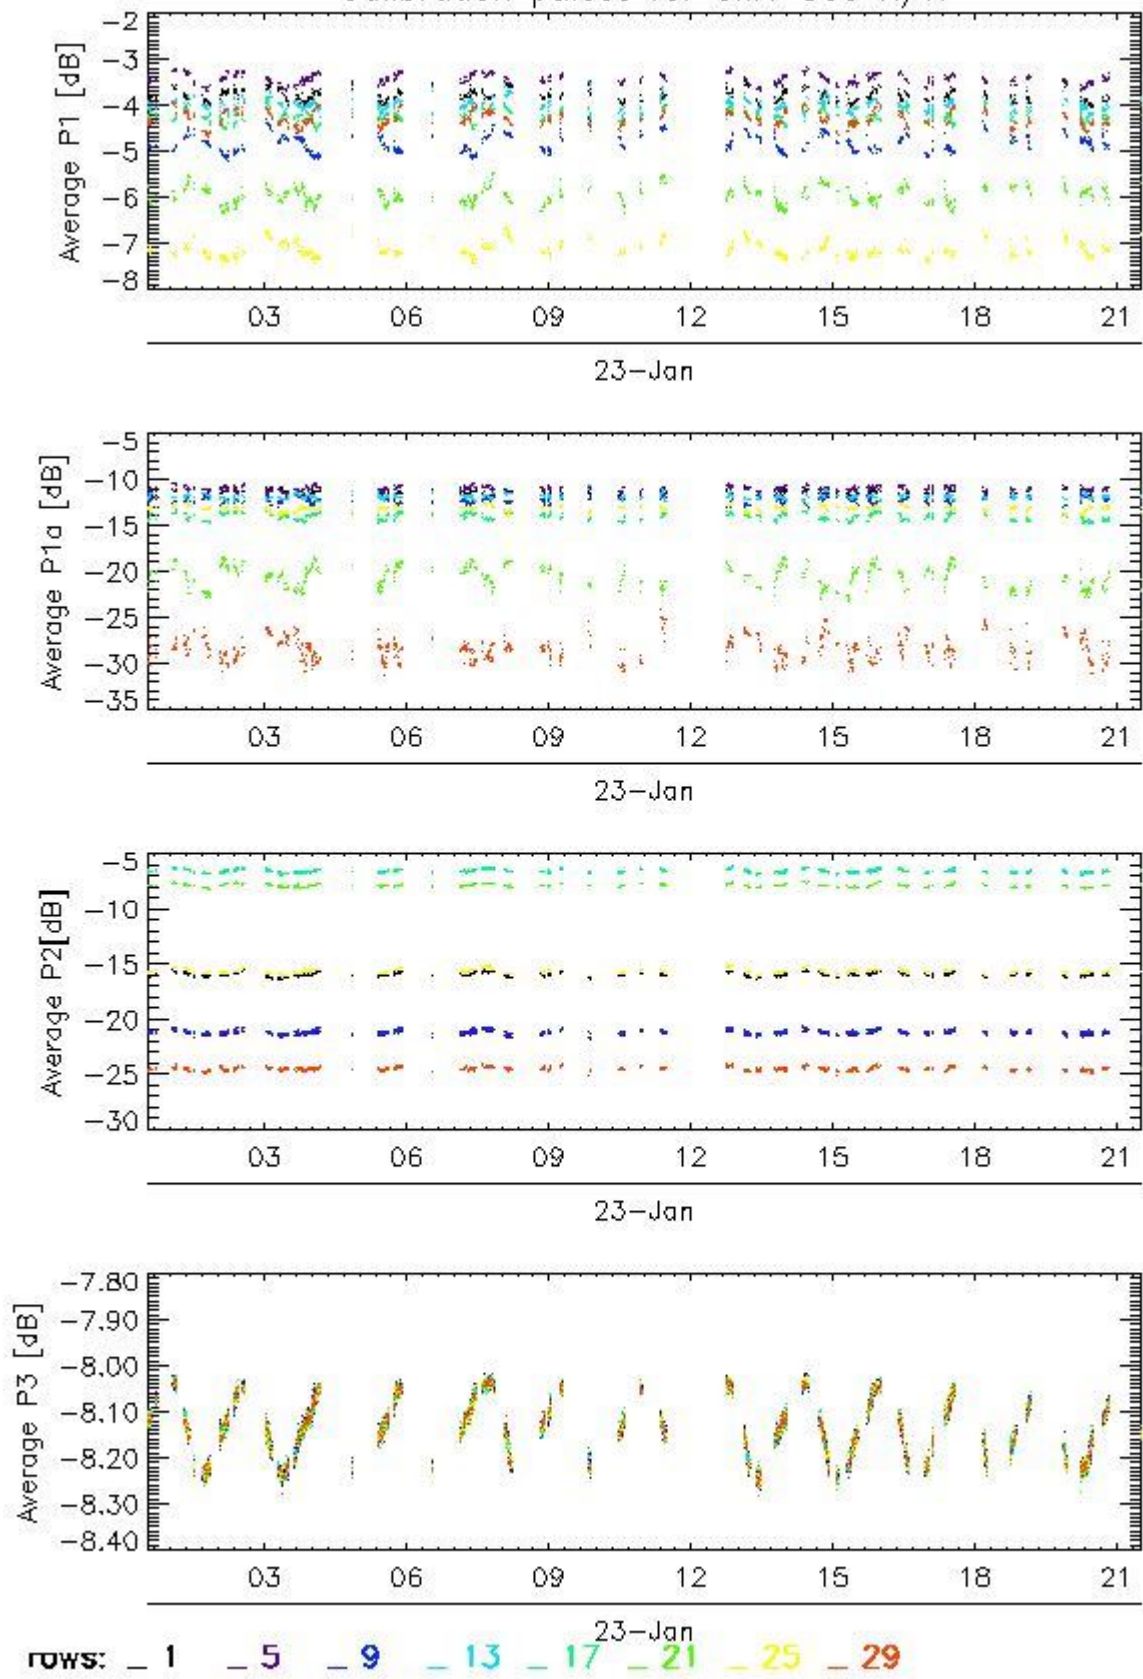 -2
-3
-4
-5
-6
-7
-8
Average P1 [dB]
03 06 09 12 15 18 21
23-Jan
-5
-10
-15
-20
-25
-30
-35
Average P1a [dB]
03 06 09 12 15 18 21
23-Jan
-5
-10
-15
-20
-25
-30
Average P2[dB]
03 06 09 12 15 18 21
23-Jan
-7.80
-7.90
-8.00
-8.10
-8.20
-8.30
-8.40
Average P3 [dB]
03 06 09 12 15 18 21
23-Jan
rows: _ 1 _ 5 _ 9 _ 13 _ 17 _ 21 _ 25 _ 29